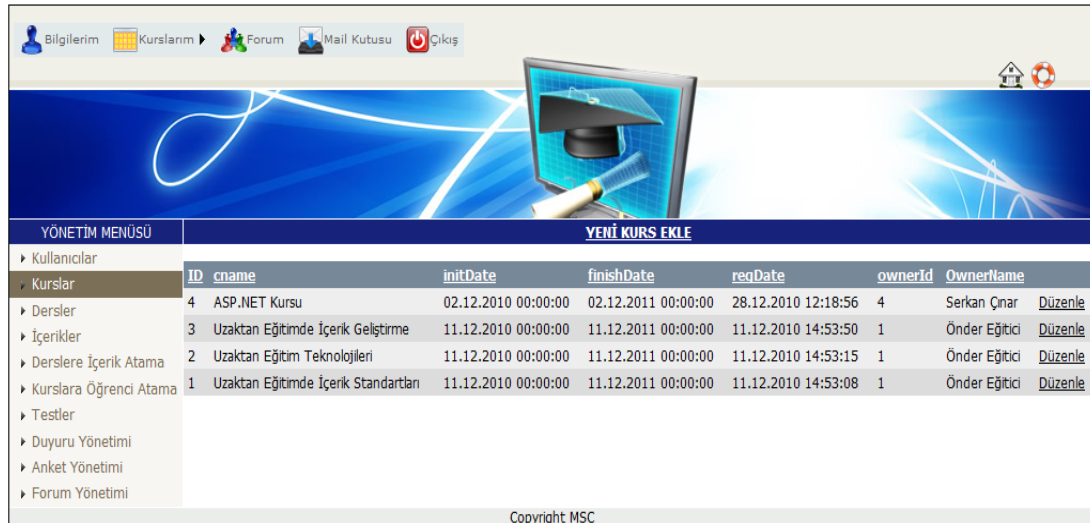 Bilgilerim Kurslarım Forum Mail Kutusu Çıkış
YÖNETİM MENÜSÜ
YENİ KURS EKLE
Kullanıcılar
Kurslar
Dersler
İçerikler
Derslere İçerik Atama
Kurslara Öğrenci Atama
Testler
Duyuru Yönetimi
Anket Yönetimi
Forum Yönetimi
ID cname initDate finishDate regDate ownerId OwnerName
4 ASP.NET Kursu 02.12.2010 00:00:00 02.12.2011 00:00:00 28.12.2010 12:18:56 4 Serkan Çınar Düzenle
3 Uzaktan Eğitimde İçerik Geliştirme 11.12.2010 00:00:00 11.12.2011 00:00:00 11.12.2010 14:53:50 1 Önder Eğitici Düzenle
2 Uzaktan Eğitim Teknolojileri 11.12.2010 00:00:00 11.12.2011 00:00:00 11.12.2010 14:53:15 1 Önder Eğitici Düzenle
1 Uzaktan Eğitimde İçerik Standartları 11.12.2010 00:00:00 11.12.2011 00:00:00 11.12.2010 14:53:08 1 Önder Eğitici Düzenle
Copyright MSC